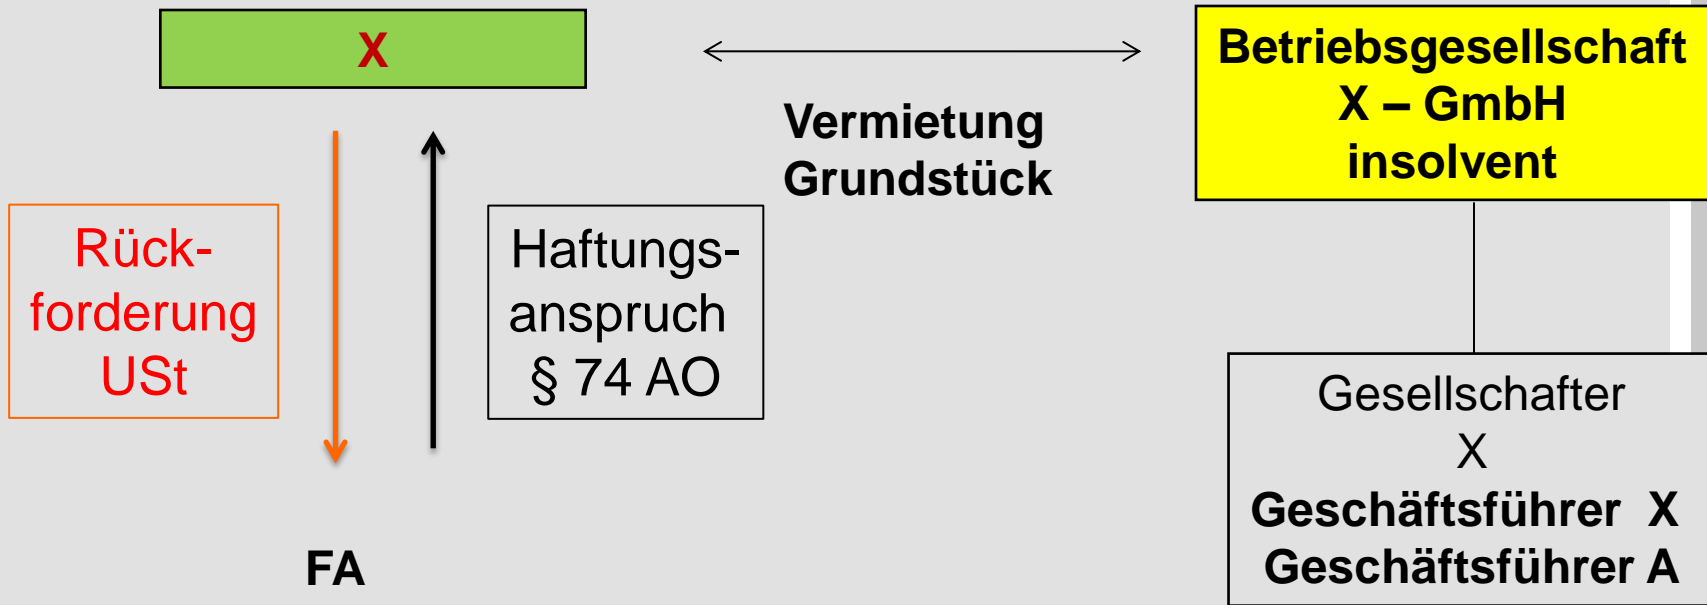 X
Betriebsgesellschaft
X – GmbH
insolvent
Vermietung
Grundstück
Rück-
forderung
USt
Haftungs-
anspruch
§ 74 AO
Gesellschafter
X
Geschäftsführer X
Geschäftsführer A
FA